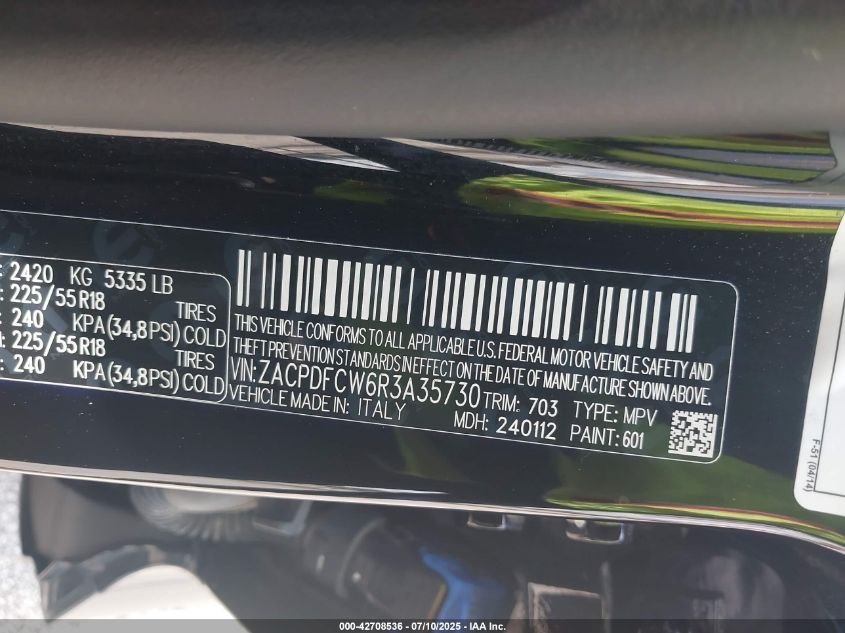 2420 KG 5335 LB
225/55R18 TIRES
240 KPA(34,8PSI) COLD
225/55R18 TIRES
240 KPA(34,8PSI) COLD
THIS VEHICLE CONFORMS TO ALL APPLICABLE U.S. FEDERAL MOTOR VEHICLE SAFETY AND
THEFT PREVENTION STANDARDS IN EFFECT ON THE DATE OF MANUFACTURE SHOWN ABOVE.
VIN:ZACPDFCW6R3A35730 TRIM: 703 TYPE: MPV
VEHICLE MADE IN: ITALY MDH: 240112 PAINT: 601
F-51 (04/14)
000-42708536 - 07/10/2025 - IAA Inc.